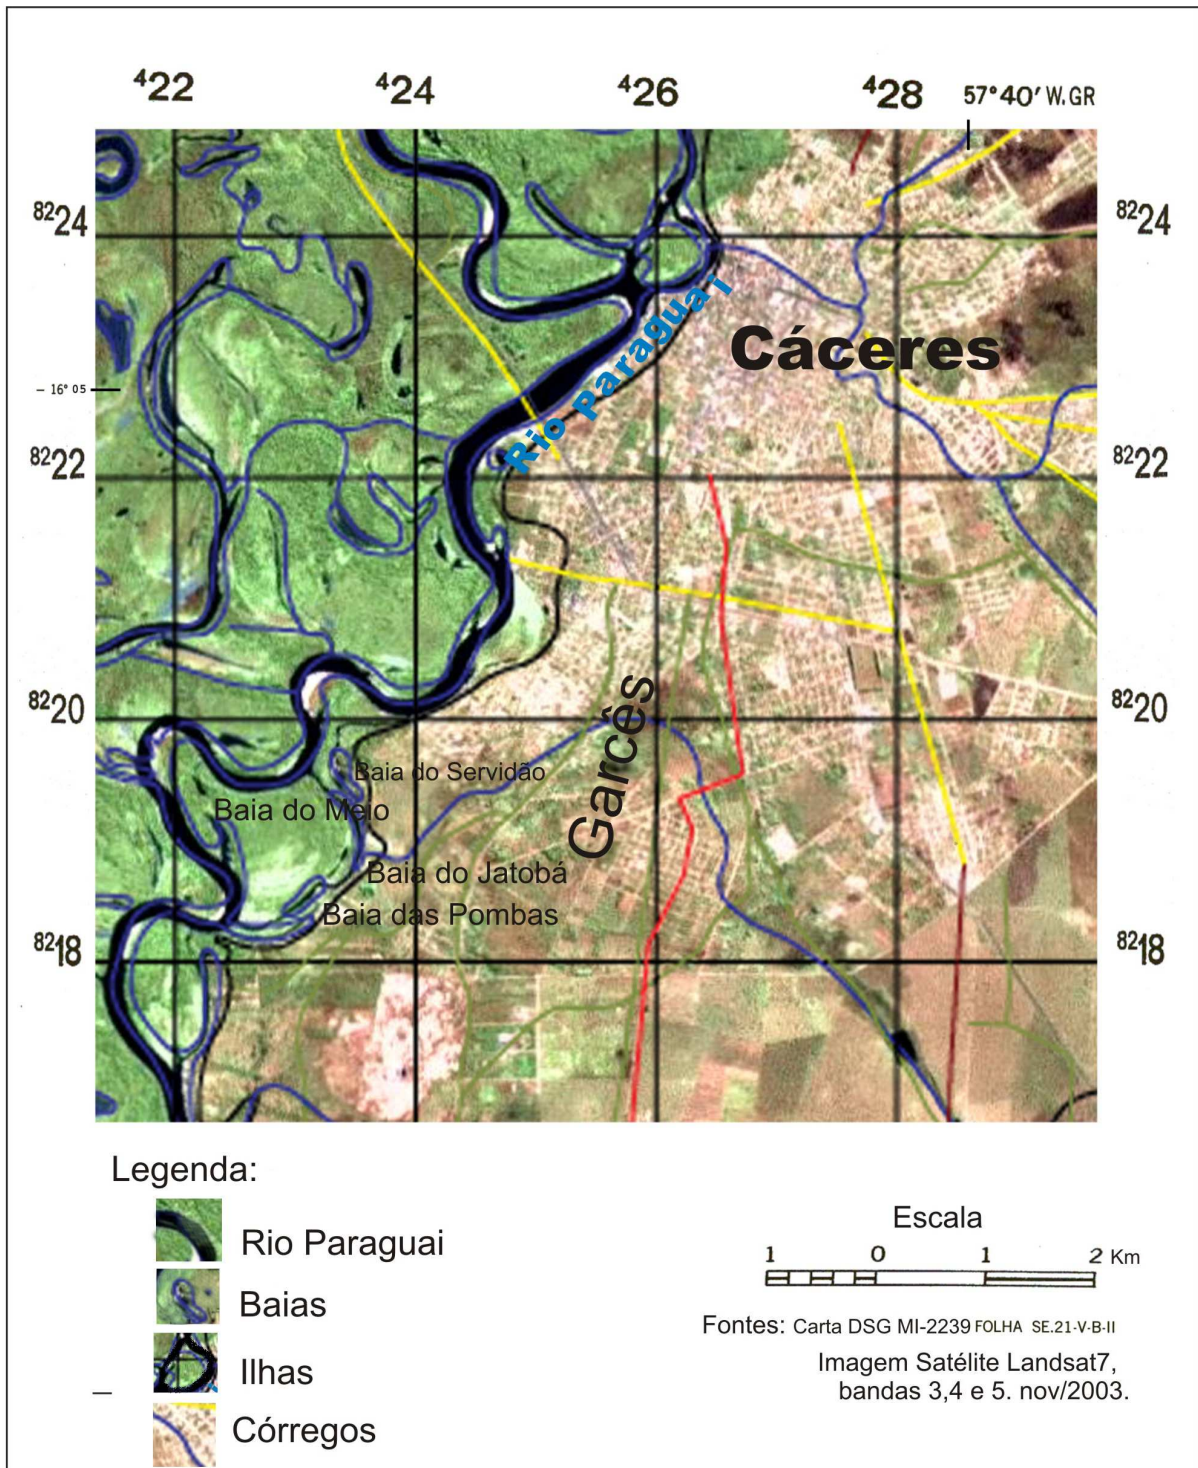 422 424 426 428 57°40' W.GR
8224 8224
Rio Paraguai
Cáceres
– 16° 05
8222 8222
8220 8220
Garcês
Baia do Servidão
Baia do Meio
Baia do Jatobá
Baia das Pombas
8218 8218
Legenda:
Rio Paraguai
Baias
Ilhas
Córregos
Escala
1 0 1 2 Km
Fontes: Carta DSG MI-2239 FOLHA SE.21-V-B-II
Imagem Satélite Landsat7,
bandas 3,4 e 5. nov/2003.